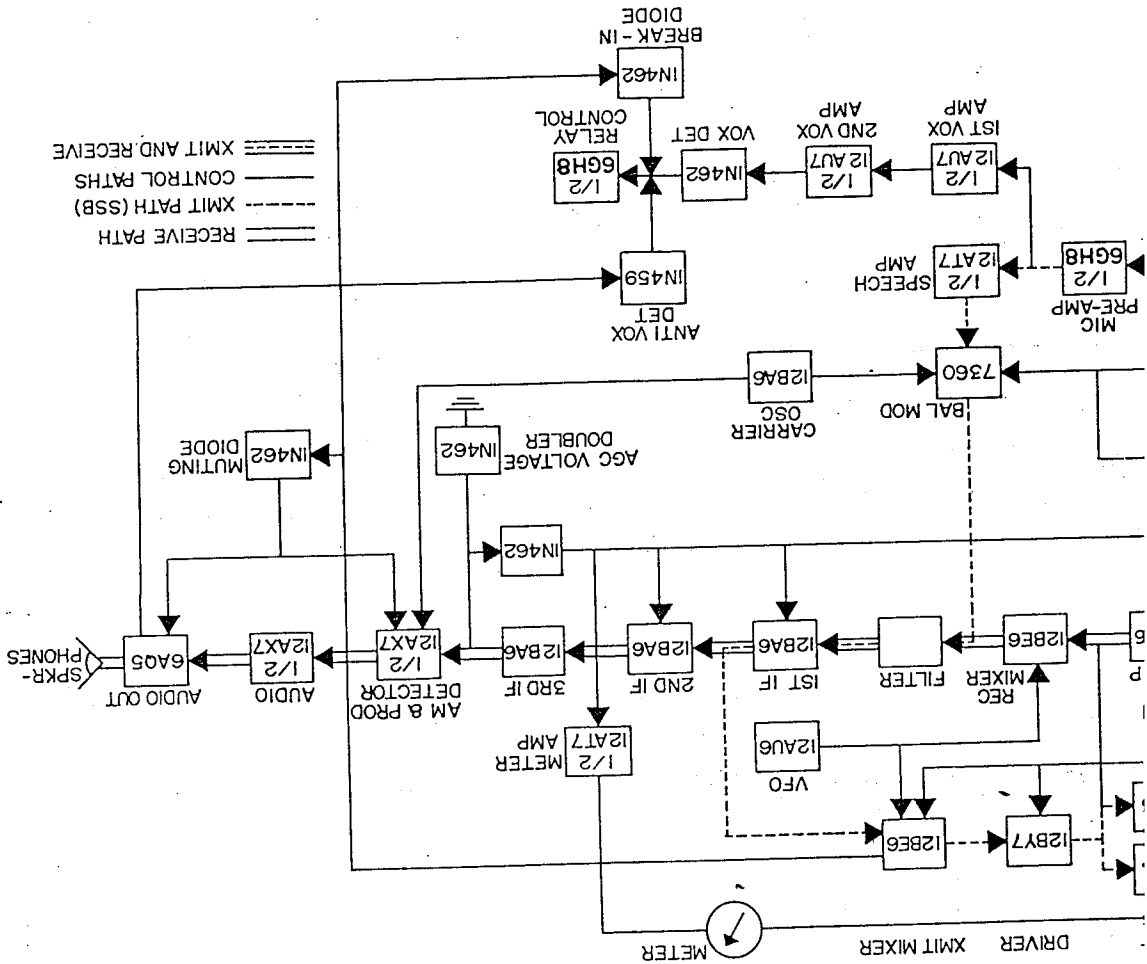 DRIVER
XMIT MIXER
METER
12BY7
12BE6
VFO
12AU6
1/2
12AT7
METER
AMP
REC
MIXER
12BE6
FILTER
1ST IF
12BA6
2ND IF
12BA6
3RD IF
12BA6
AM & PROD
DETECTOR
1/2
12AX7
AUDIO
1/2
12AX7
AUDIO OUT
6AQ5
SPKR-
PHONES
IN462
AGC VOLTAGE
DOUBLER
IN462
MUTING
DIODE
IN462
BAL MOD
7360
CARRIER
OSC
12BA6
MIC
PRE-AMP
1/2
6GH8
SPEECH
AMP
1/2
12AT7
ANTI VOX
DET
IN459
1/2
12AU7
1ST VOX
AMP
1/2
12AU7
2ND VOX
AMP
IN462
VOX DET
1/2
6GH8
RELAY
CONTROL
IN462
BREAK-IN
DIODE
RECEIVE PATH
XMIT PATH (SSB)
CONTROL PATHS
XMIT AND RECEIVE